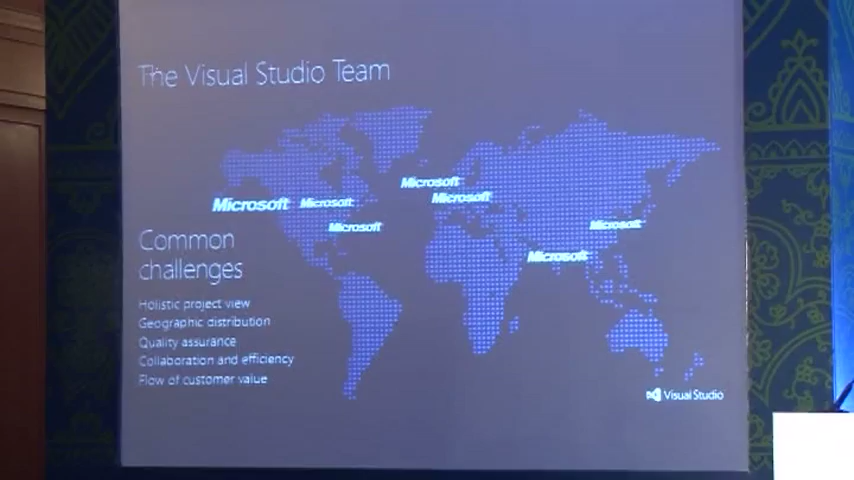 The Visual Studio Team
Microsoft
Microsoft
Microsoft
Microsoft
Microsoft
Microsoft
Microsoft
Common
challenges
Holistic project view
Geographic distribution
Quality assurance
Collaboration and efficiency
Flow of customer value
Visual Studio